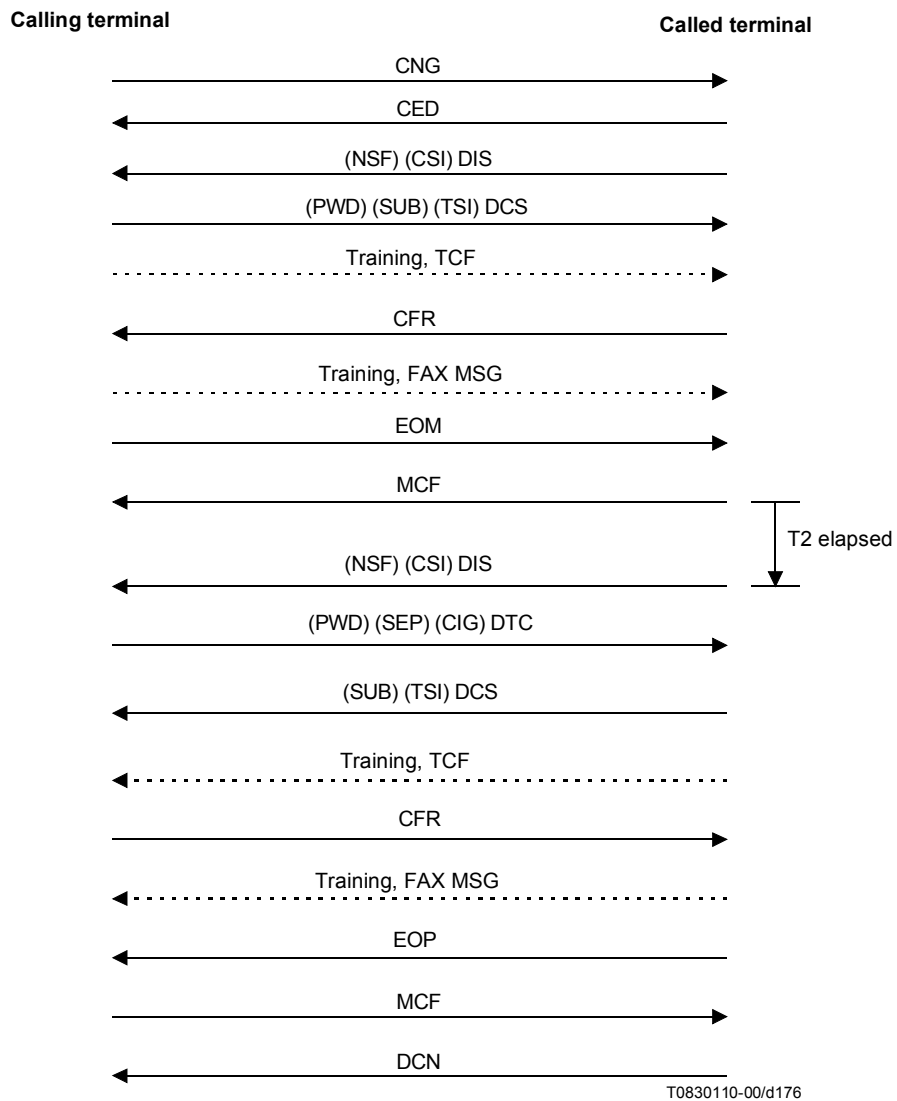 Calling terminal
Called terminal
CNG
CED
(NSF) (CSI) DIS
(PWD) (SUB) (TSI) DCS
Training, TCF
CFR
Training, FAX MSG
EOM
MCF
T2 elapsed
(NSF) (CSI) DIS
(PWD) (SEP) (CIG) DTC
(SUB) (TSI) DCS
Training, TCF
CFR
Training, FAX MSG
EOP
MCF
DCN
T0830110-00/d176